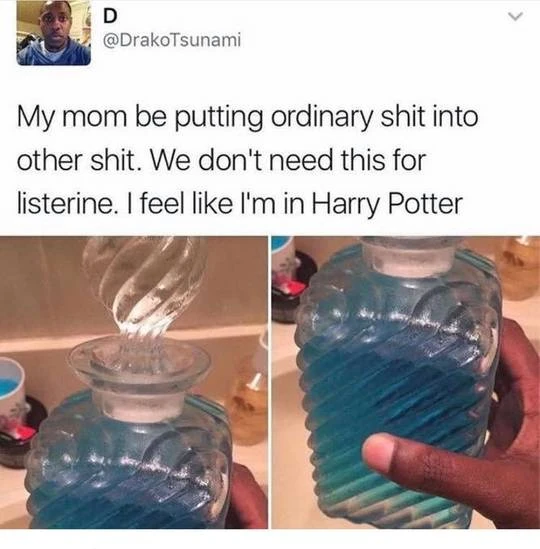 D
@DrakoTsunami
My mom be putting ordinary shit into
other shit. We don't need this for
listerine. I feel like I'm in Harry Potter